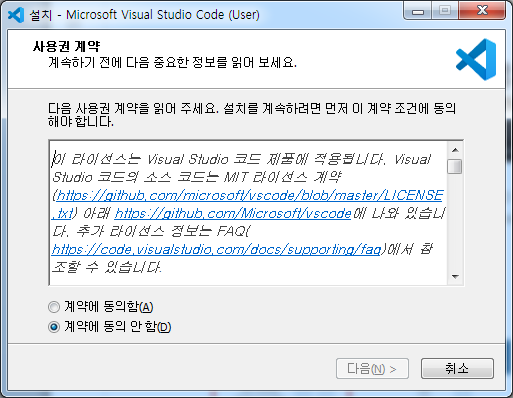 설치 - Microsoft Visual Studio Code (User)
사용권 계약
계속하기 전에 다음 중요한 정보를 읽어 보세요.
다음 사용권 계약을 읽어 주세요. 설치를 계속하려면 먼저 이 계약 조건에 동의
해야 합니다.
이 라이선스는 Visual Studio 코드 제품에 적용됩니다. Visual
Studio 코드의 소스 코드는 MIT 라이선스 계약
(https://github.com/microsoft/vscode/blob/master/LICENSE
.txt) 아래 https://github.com/Microsoft/vscode에 나와 있습니
다. 추가 라이선스 정보는 FAQ(
https://code.visualstudio.com/docs/supporting/faq)에서 참
조할 수 있습니다.
계약에 동의함(A)
계약에 동의 안 함(D)
다음(N) >
취소